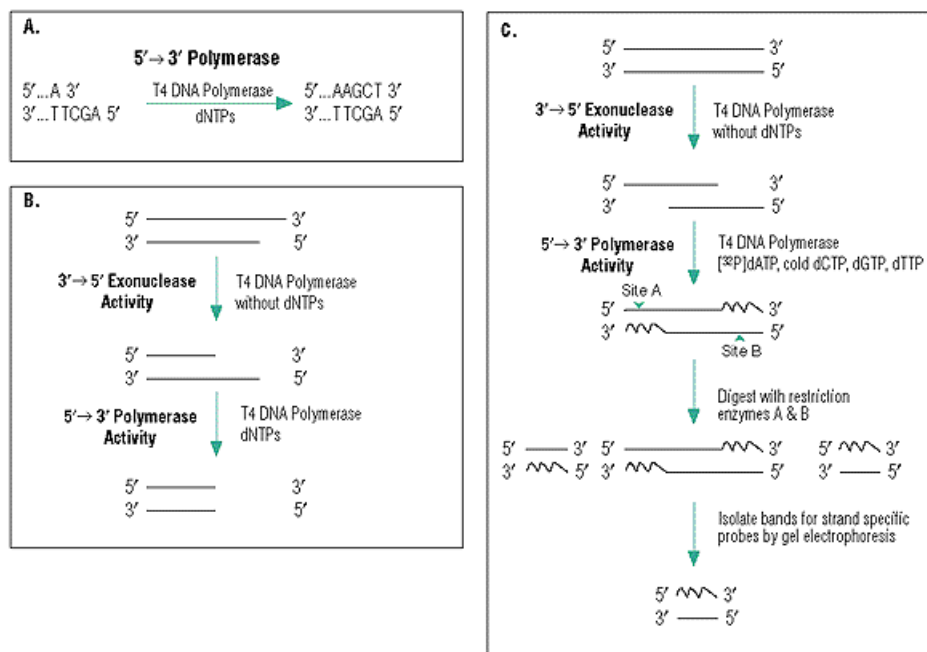 A.
5′→3′ Polymerase
5′...A 3′
3′...TTCGA 5′
T4 DNA Polymerase
dNTPs
5′...AAGCT 3′
3′...TTCGA 5′
B.
5′ 3′
3′ 5′
3′→5′ Exonuclease
Activity
T4 DNA Polymerase
without dNTPs
5′ 3′
3′ 5′
5′→3′ Polymerase
Activity
T4 DNA Polymerase
dNTPs
5′ 3′
3′ 5′
C.
5′ 3′
3′ 5′
3′→5′ Exonuclease
Activity
T4 DNA Polymerase
without dNTPs
5′ 3′
3′ 5′
5′→3′ Polymerase
Activity
T4 DNA Polymerase
[³²P]dATP, cold dCTP, dGTP, dTTP
Site A
5′ 3′
3′ 5′
Site B
Digest with restriction
enzymes A & B
5′ 3′ 5′ 3′ 5′ 3′
3′ 5′ 3′ 5′ 3′ 5′
Isolate bands for strand specific
probes by gel electrophoresis
5′ 3′
3′ 5′